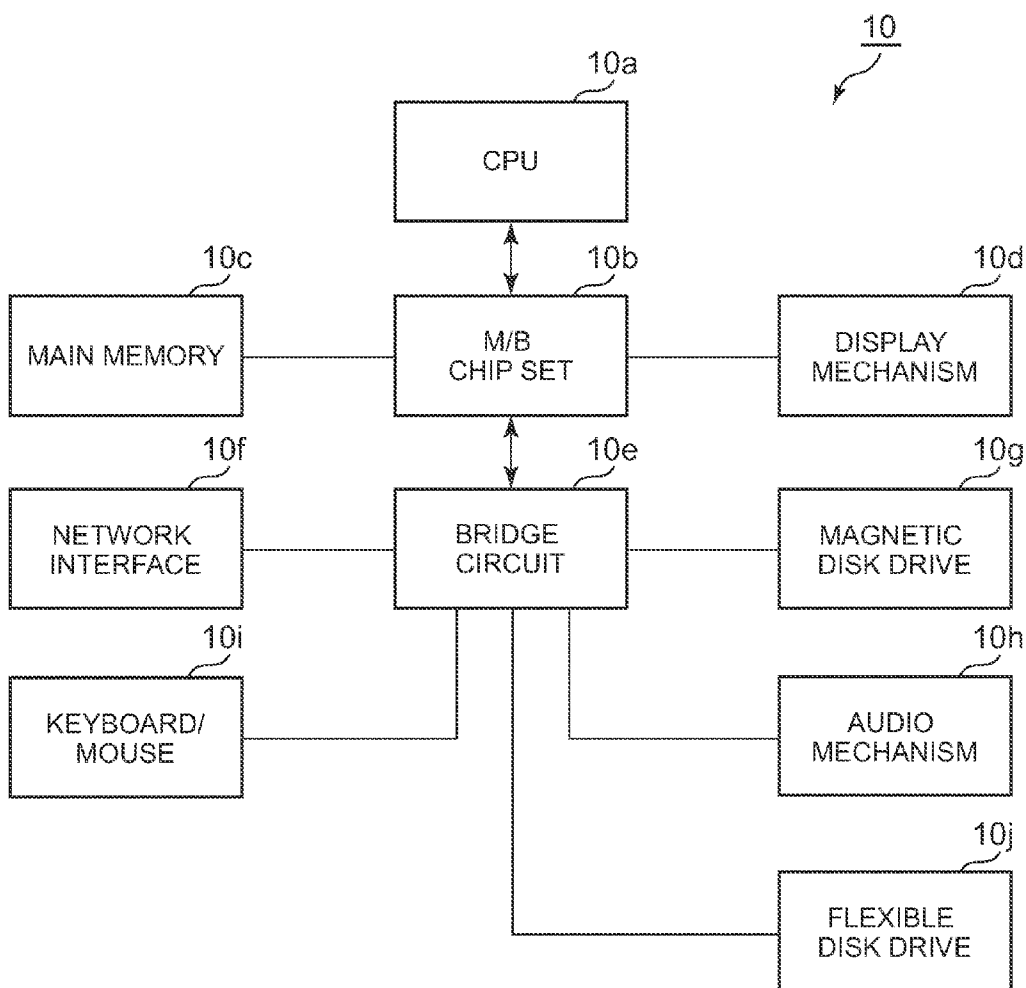 10
10a
CPU
10c
10b
10d
MAIN MEMORY
M/B
CHIP SET
DISPLAY
MECHANISM
10f
10e
10g
NETWORK
INTERFACE
BRIDGE
CIRCUIT
MAGNETIC
DISK DRIVE
10i
10h
KEYBOARD/
MOUSE
AUDIO
MECHANISM
10j
FLEXIBLE
DISK DRIVE